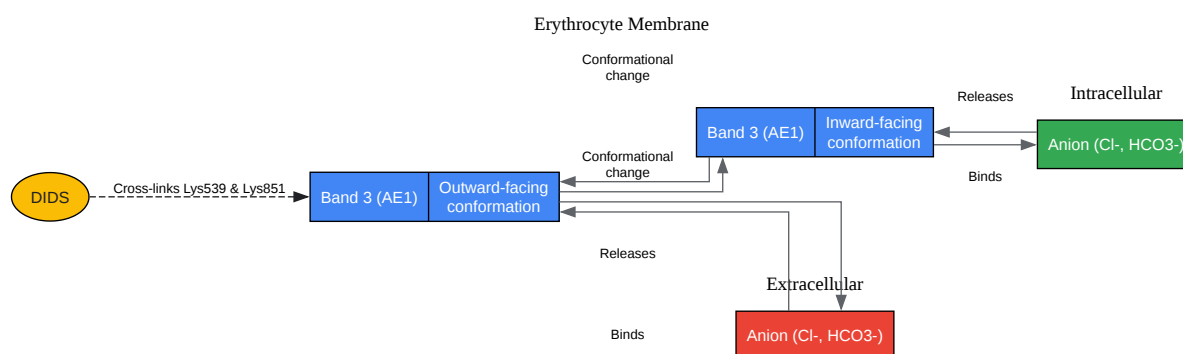 Erythrocyte Membrane
Conformational
change
Releases
Intracellular
Band 3 (AE1)
Inward-facing
conformation
Anion (Cl-, HCO3-)
Conformational
change
Binds
DIDS
Cross-links Lys539 & Lys851
Band 3 (AE1)
Outward-facing
conformation
Releases
Extracellular
Binds
Anion (Cl-, HCO3-)